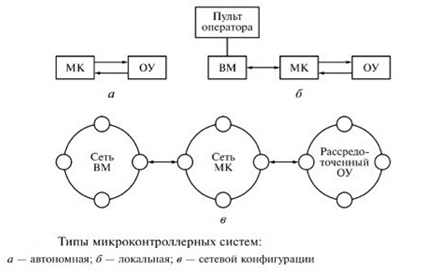 Пульт
оператора
МК
ОУ
ВМ
МК
ОУ
а
б
Сеть
ВМ
Сеть
МК
Рассредо-
точенный
ОУ
в
Типы микроконтроллерных систем:
а — автономная; б — локальная; в — сетевой конфигурации